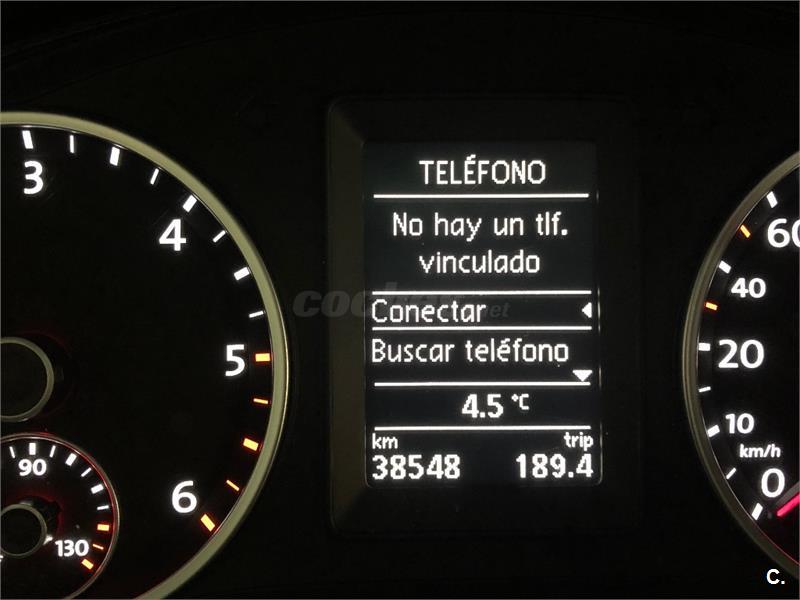 TELÉFONO
No hay un tlf.
vinculado
Conectar
Buscar teléfono
4.5 °C
km trip
38548 189.4
3
4
5
6
90
130
60
40
20
10
km/h
0
C.